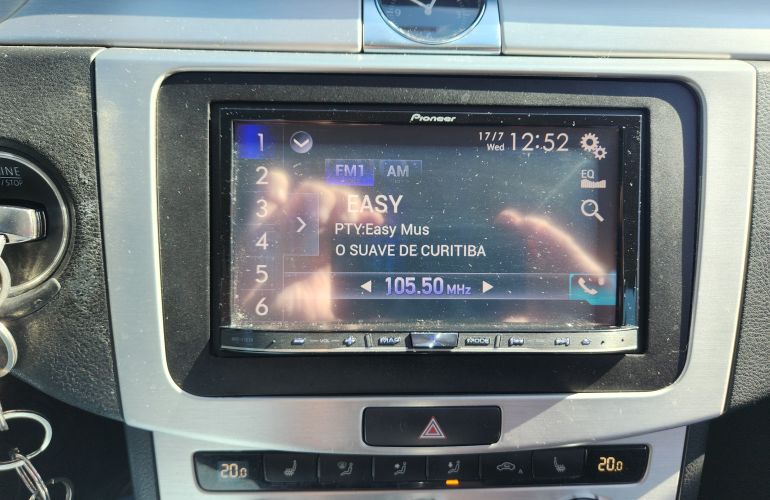 Pioneer
17/7
Wed 12:52
1
2
3
4
5
6
FM1 AM
EQ
EASY
PTY:Easy Mus
O SUAVE DE CURITIBA
105.50 MHz
VOL MODE
20.0 20.0